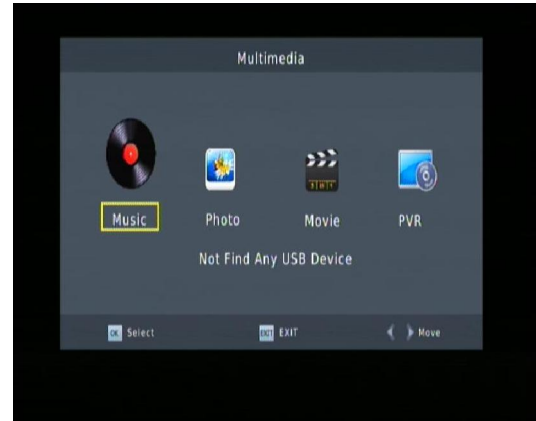 Multimedia
Music Photo Movie PVR
Not Find Any USB Device
OK Select EXIT EXIT Move